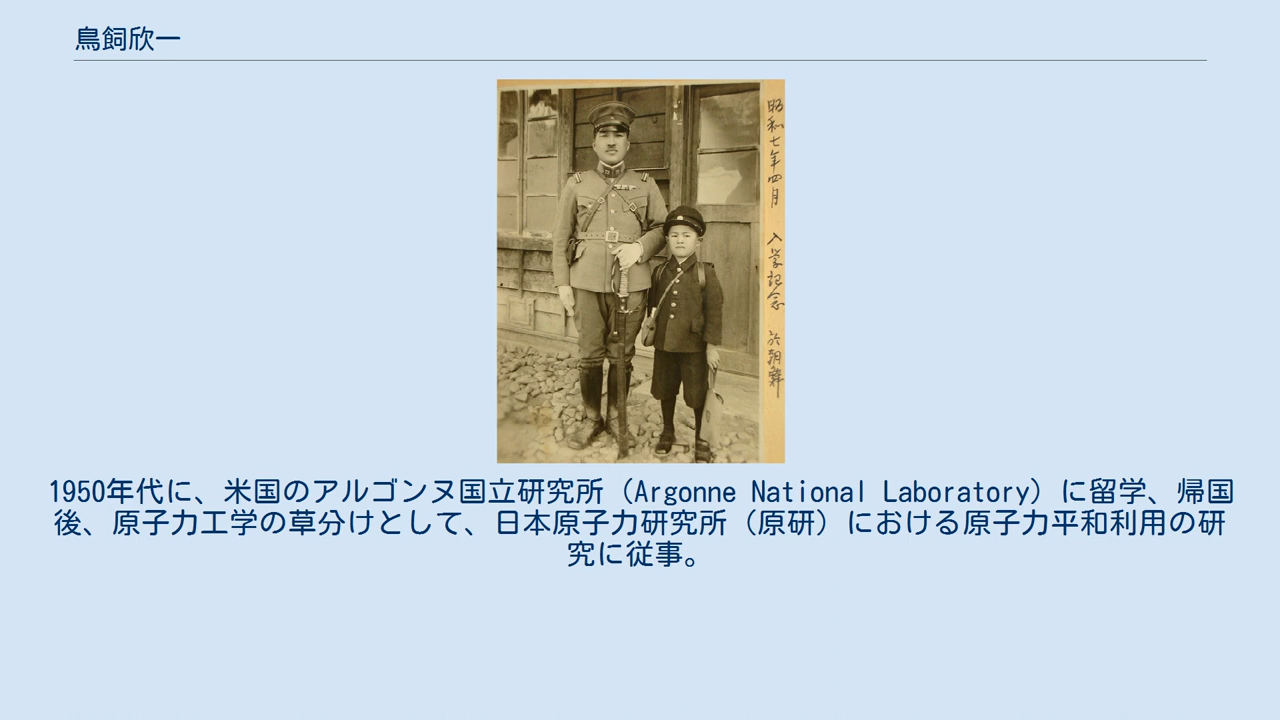 鳥飼欣一
昭和七年四月 入学記念 於朝鮮
1950年代に、米国のアルゴンヌ国立研究所（Argonne National Laboratory）に留学、帰国
後、原子力工学の草分けとして、日本原子力研究所（原研）における原子力平和利用の研
究に従事。